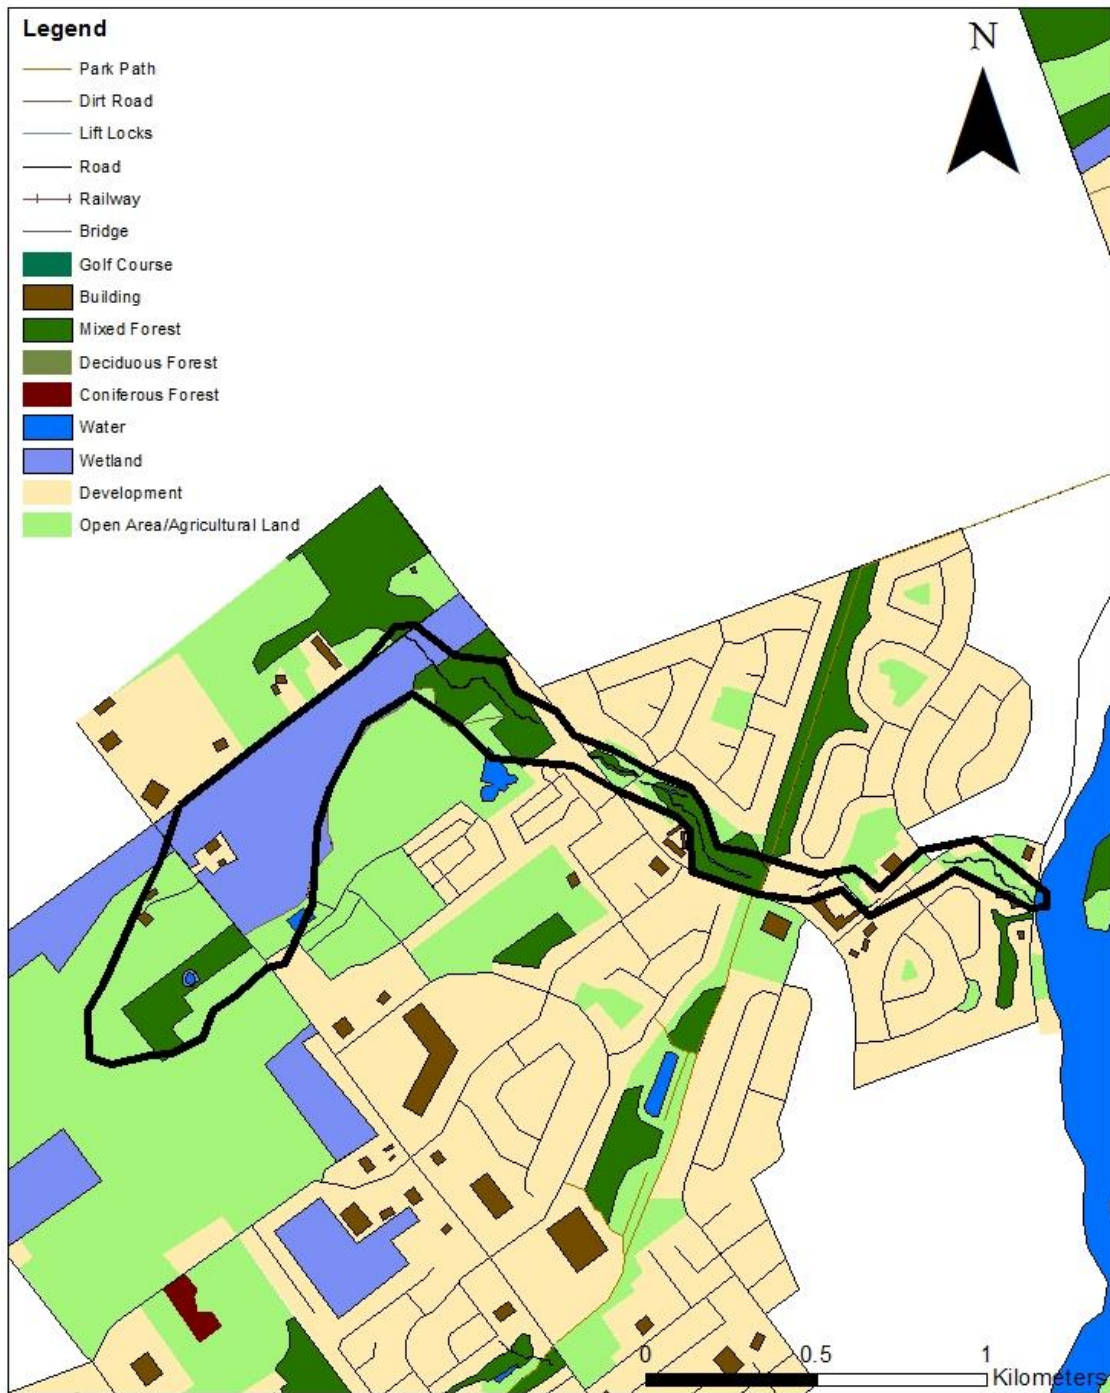 Legend
Park Path
Dirt Road
Lift Locks
Road
Railway
Bridge
Golf Course
Building
Mixed Forest
Deciduous Forest
Coniferous Forest
Water
Wetland
Development
Open Area/Agricultural Land
N
0 0.5 1
Kilometers